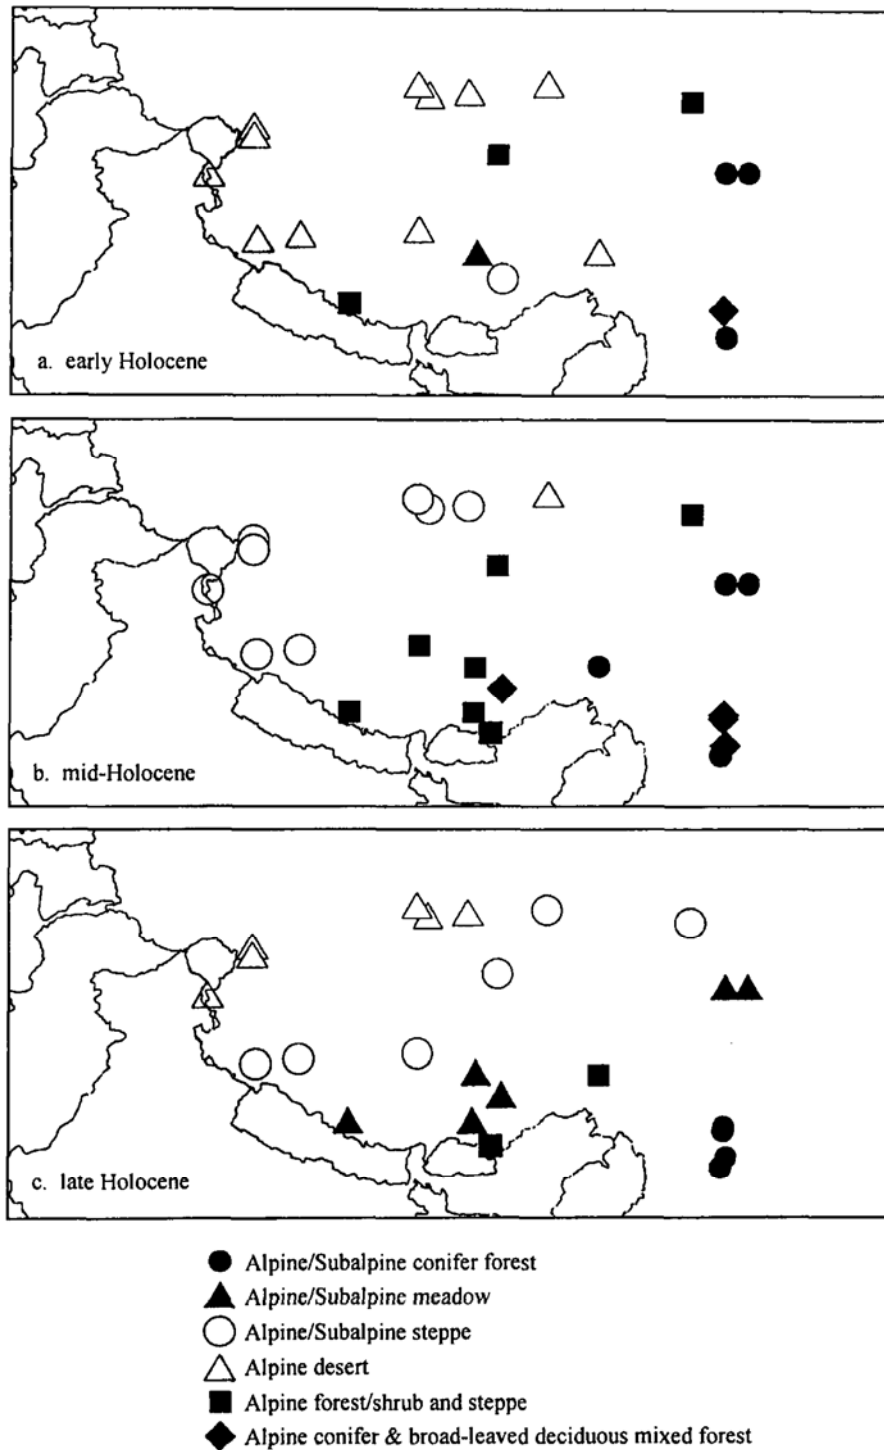 a. early Holocene
b. mid-Holocene
c. late Holocene
Alpine/Subalpine conifer forest
Alpine/Subalpine meadow
Alpine/Subalpine steppe
Alpine desert
Alpine forest/shrub and steppe
Alpine conifer & broad-leaved deciduous mixed forest